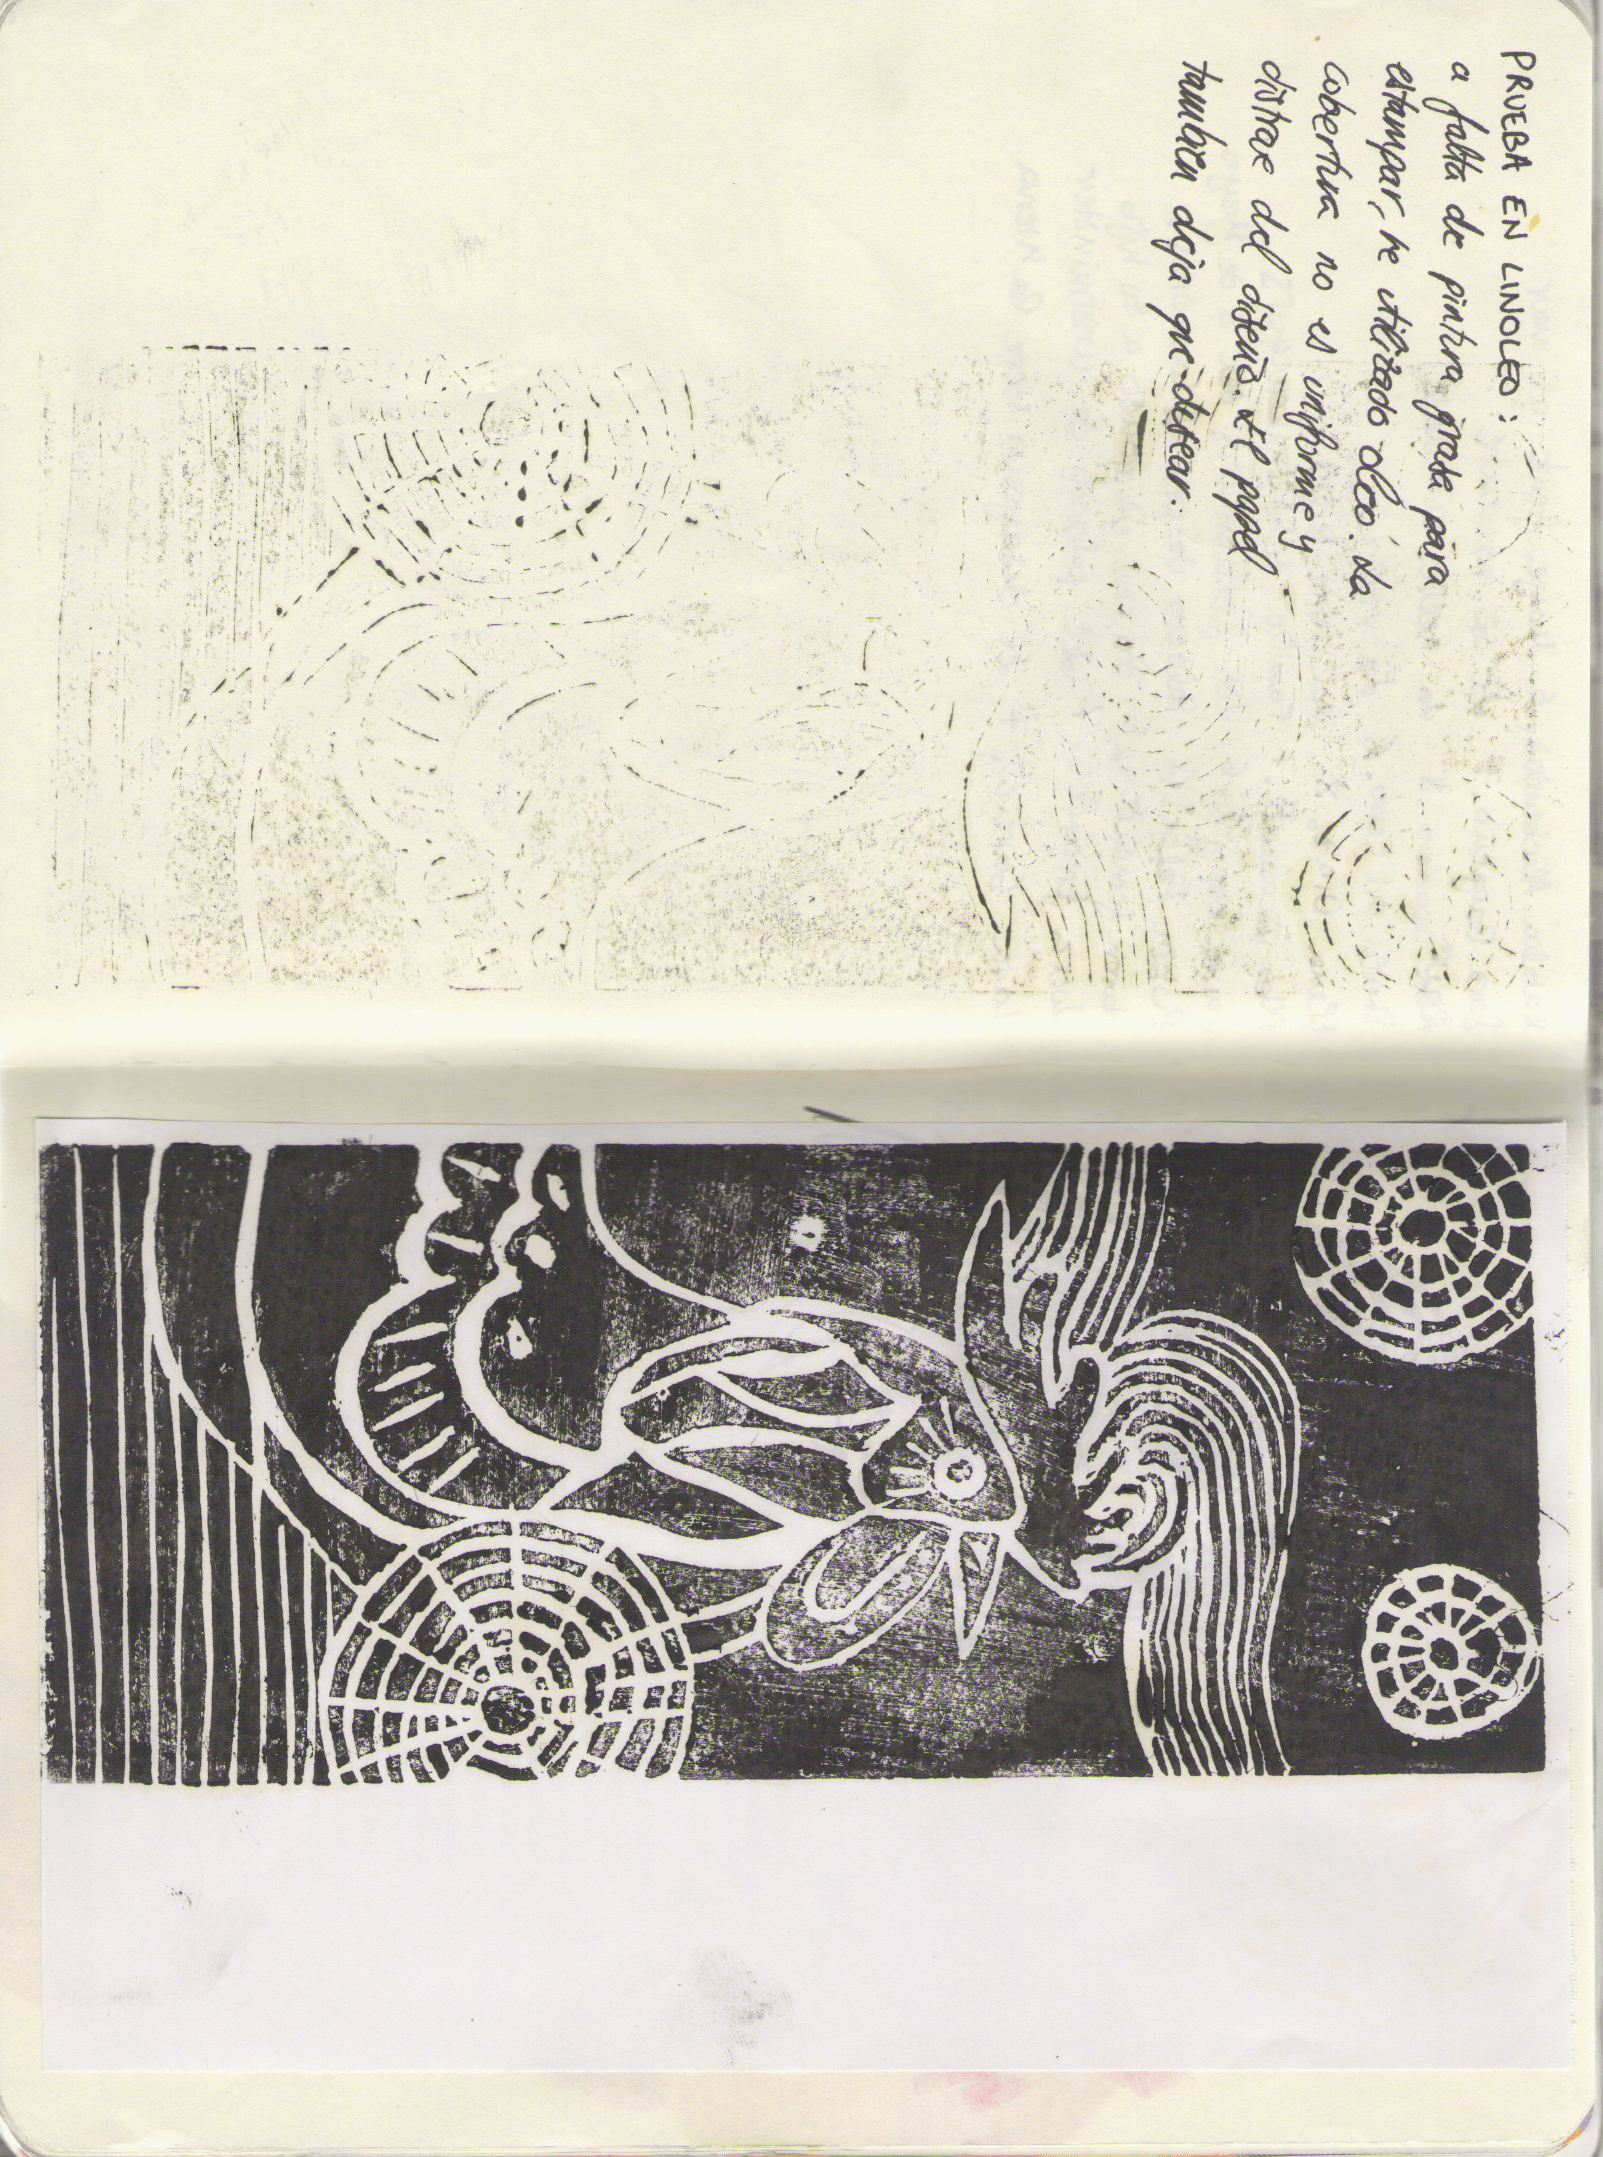 PRUEBA EN LINOLEO:
a falta de pintura grasa para
estampar, he utilizado óleo. La
cobertura no es uniforme y
distrae del diseño. El papel
tambien deja que desear.